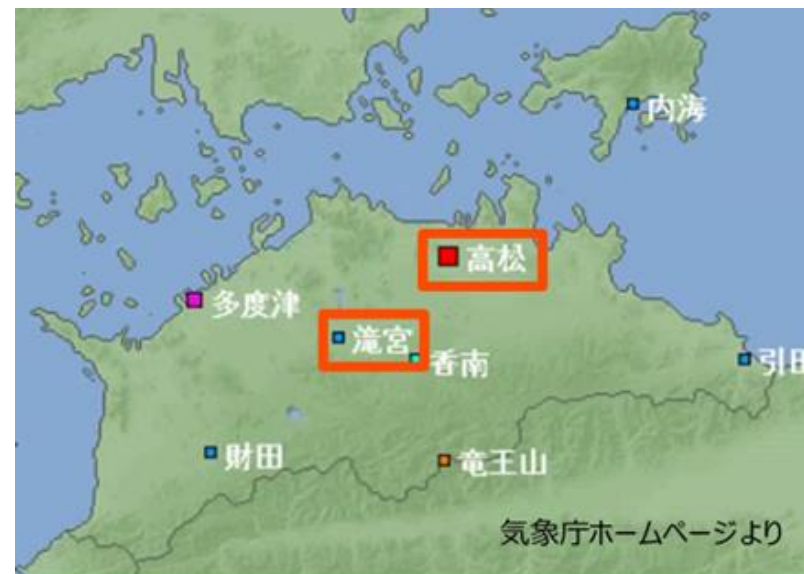 内海
高松
多度津
滝宮
香南
引田
財田
竜王山
気象庁ホームページより